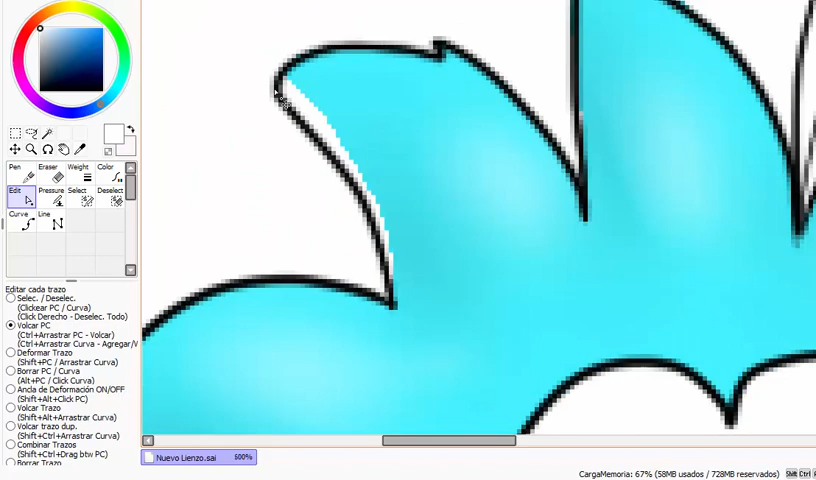 Pen Eraser Weight Color
Edit Pressure Select Deselect
Curve Line
Editar cada trazo
Selec. / Deselec.
(Clickear PC / Curva)
(Click Derecho - Deselec. Todo)
Volcar PC
(Ctrl+Arrastrar PC - Volcar)
(Ctrl+Arrastrar Curva - Agregar/V
Deformar Trazo
(Shift+PC / Arrastrar Curva)
Borrar PC / Curva
(Alt+PC / Click Curva)
Ancla de Deformación ON/OFF
(Shift+Alt+Click PC)
Volcar Trazo
(Shift+Alt+Arrastrar Curva)
Volcar trazo dup.
(Shift+Ctrl+Arrastrar Curva)
Combinar Trazos
(Shift+Ctrl+Drag btw PC)
Borrar Trazo
Nuevo Lienzo.sai 500%
CargaMemoria: 67% (58MB usados / 728MB reservados) Shift Ctrl